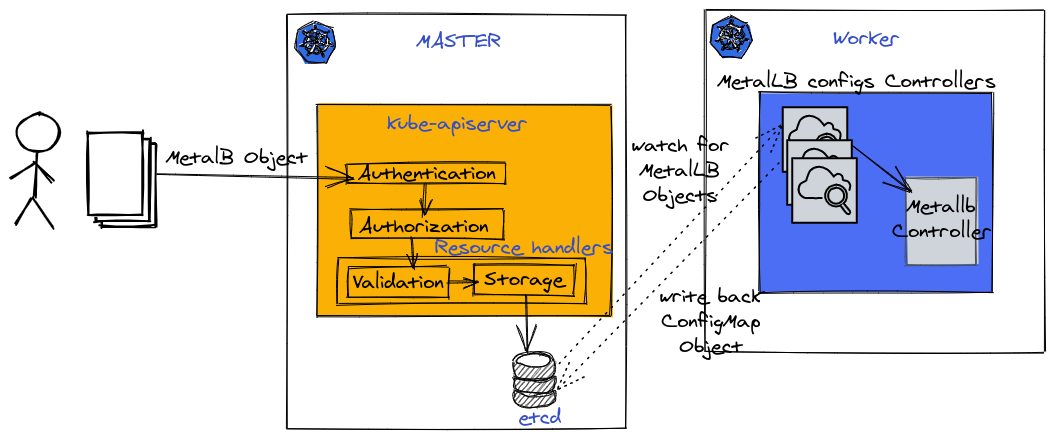 MASTER
Worker
MetalLB configs Controllers
Kube-apiserver
MetalB Object
Authentication
Authorization
Resource handlers
Validation
Storage
etcd
watch for
MetalLB
Objects
write back
ConfigMap
Object
Metallb
Controller